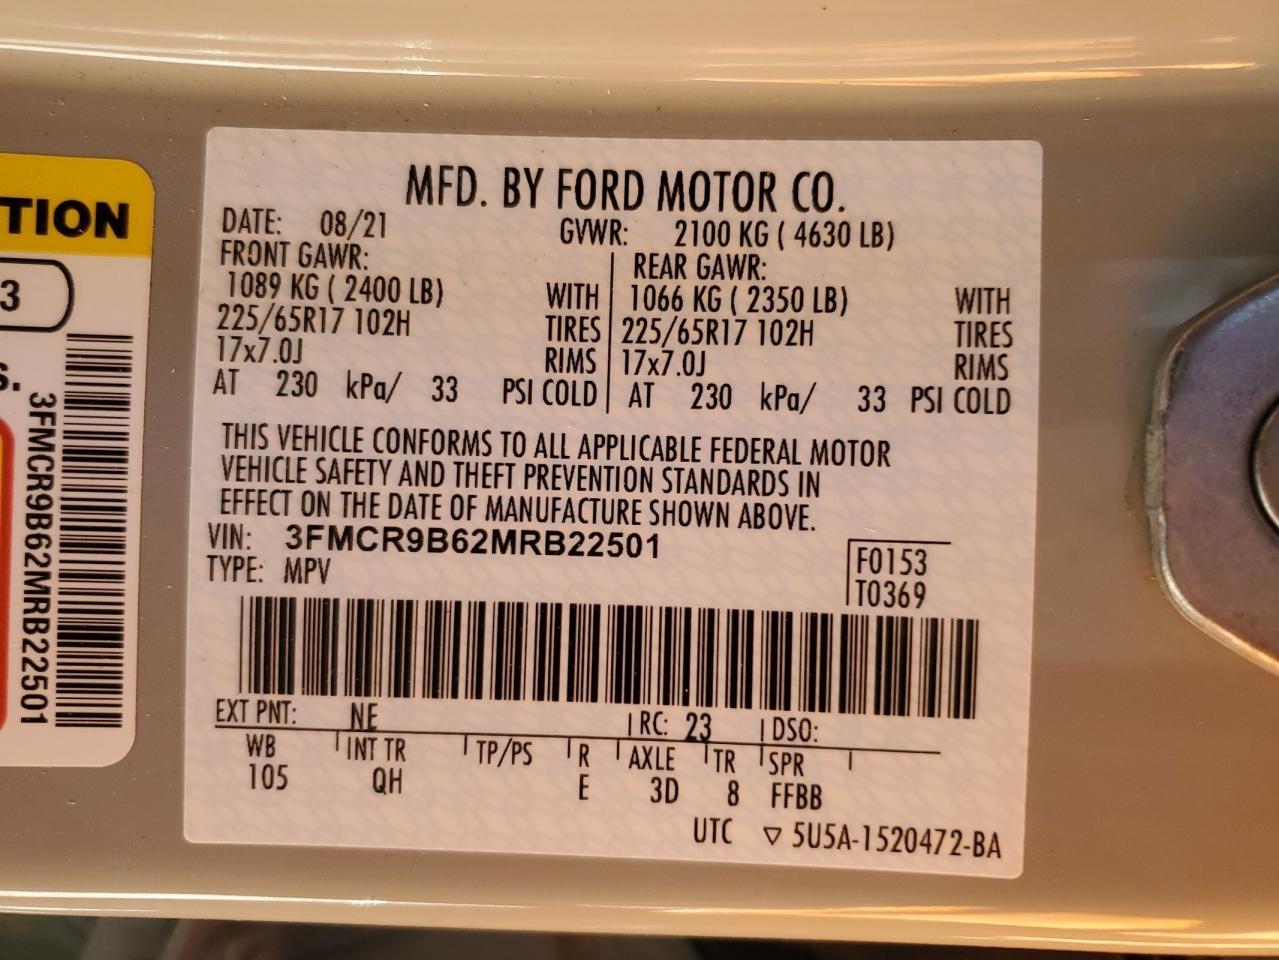 TION
3
S.
3FMCR9B62MRB22501
MFD. BY FORD MOTOR CO.
DATE: 08/21 GVWR: 2100 KG ( 4630 LB)
FRONT GAWR: REAR GAWR:
1089 KG ( 2400 LB) WITH 1066 KG ( 2350 LB) WITH
225/65R17 102H TIRES 225/65R17 102H TIRES
17x7.0J RIMS 17x7.0J RIMS
AT 230 kPa/ 33 PSI COLD AT 230 kPa/ 33 PSI COLD
THIS VEHICLE CONFORMS TO ALL APPLICABLE FEDERAL MOTOR
VEHICLE SAFETY AND THEFT PREVENTION STANDARDS IN
EFFECT ON THE DATE OF MANUFACTURE SHOWN ABOVE.
VIN: 3FMCR9B62MRB22501
TYPE: MPV
F0153
T0369
EXT PNT: NE RC: 23 DSO:
WB INT TR TP/PS R AXLE TR SPR
105 QH E 3D 8 FFBB
UTC ▽ 5U5A-1520472-BA